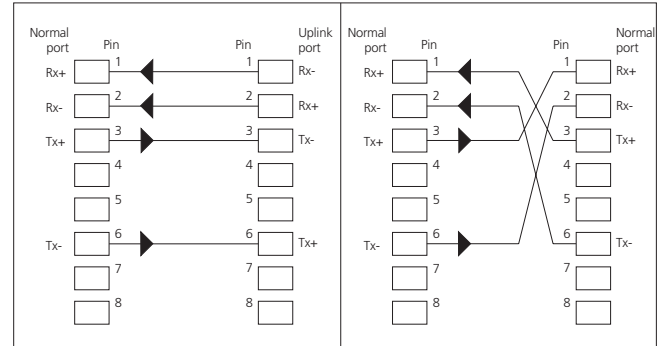 Normal port Pin Pin Uplink port
Rx+ 1 1 Rx-
Rx- 2 2 Rx+
Tx+ 3 3 Tx-
4 4
5 5
Tx- 6 6 Tx+
7 7
8 8
Normal port Pin Pin Normal port
Rx+ 1 1 Rx+
Rx- 2 2 Rx-
Tx+ 3 3 Tx+
4 4
5 5
Tx- 6 6 Tx-
7 7
8 8